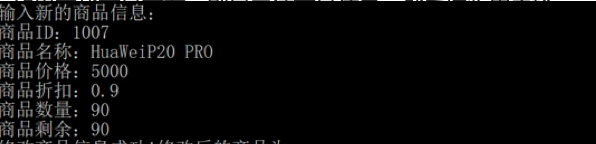 输入新的商品信息:
商品ID: 1007
商品名称: HuaWeiP20 PRO
商品价格: 5000
商品折扣: 0.9
商品数量: 90
商品剩余: 90